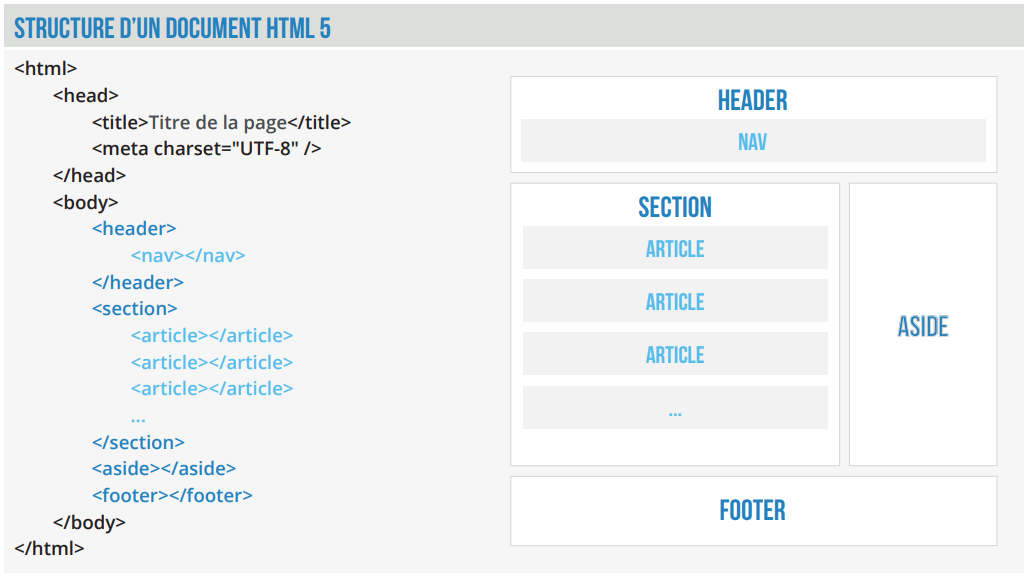 STRUCTURE D'UN DOCUMENT HTML 5
<html>
<head>
<title>Titre de la page</title>
<meta charset="UTF-8" />
</head>
<body>
<header>
<nav></nav>
</header>
<section>
<article></article>
<article></article>
<article></article>
...
</section>
<aside></aside>
<footer></footer>
</body>
</html>
HEADER
NAV
SECTION
ARTICLE
ARTICLE
ARTICLE
...
ASIDE
FOOTER